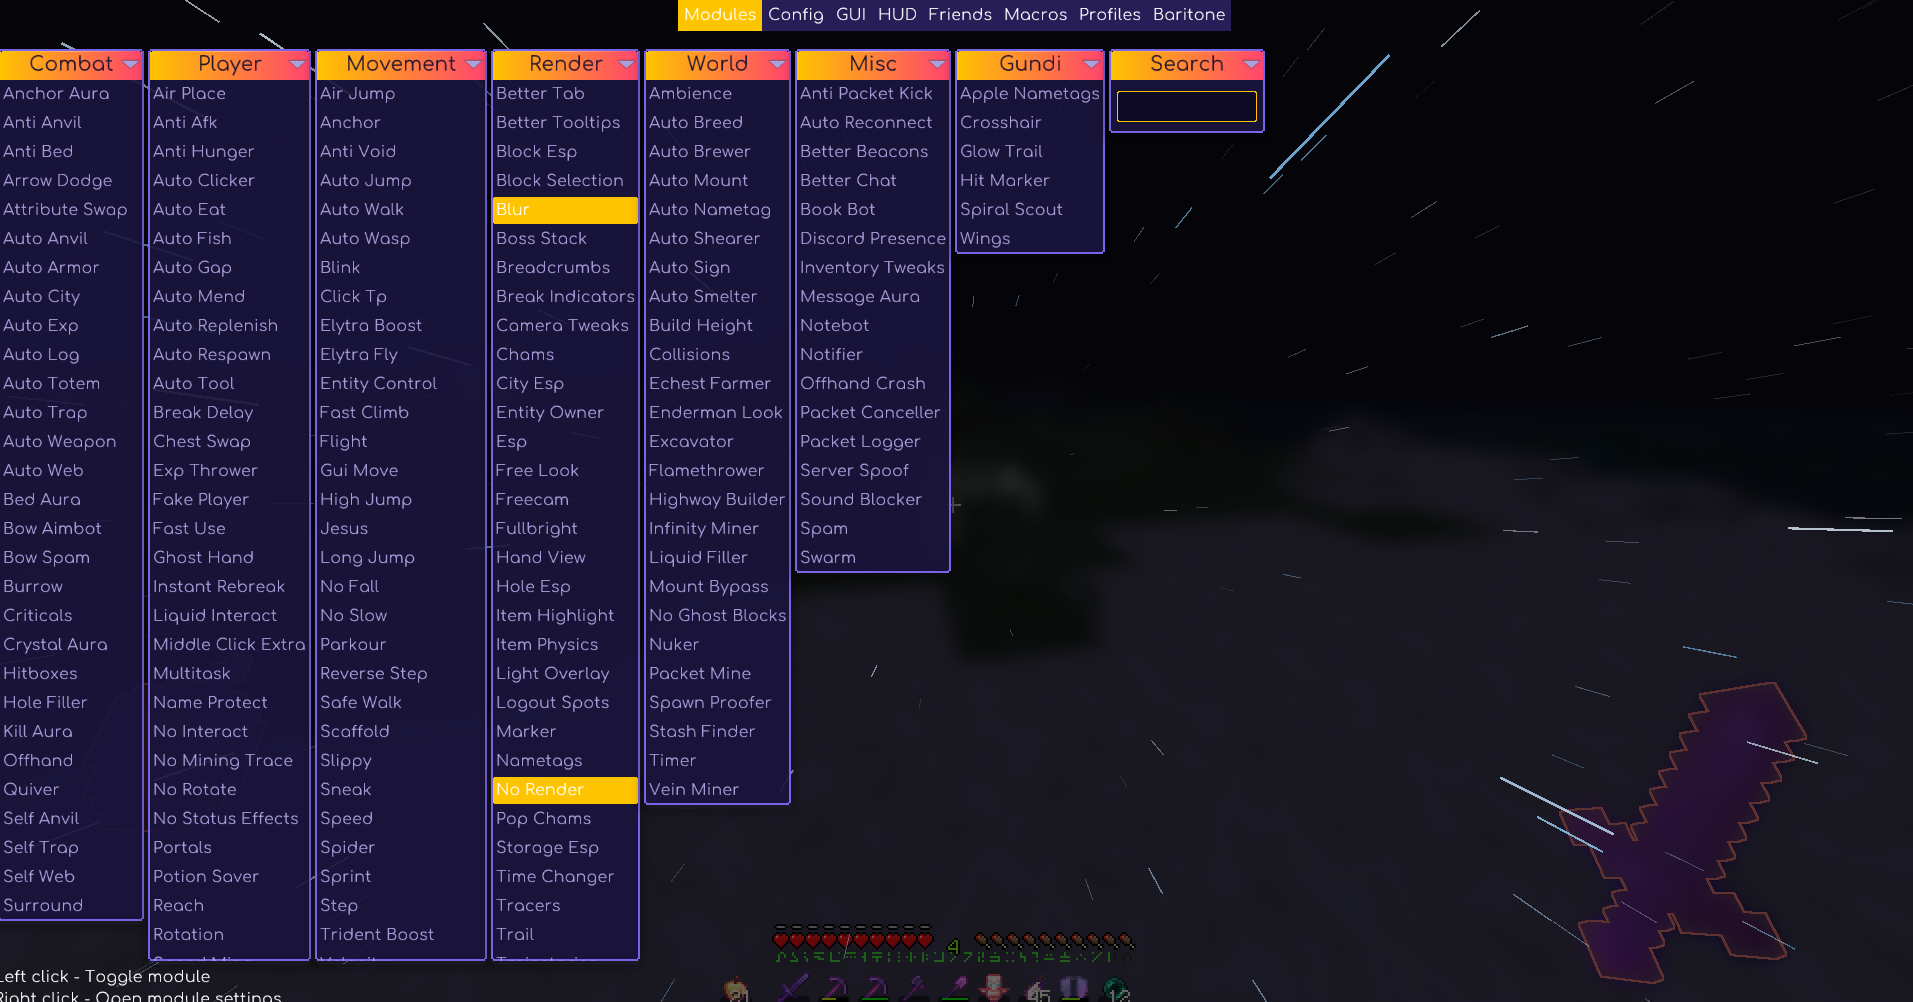 Modules Config GUI HUD Friends Macros Profiles Baritone
Combat
Anchor Aura
Anti Anvil
Anti Bed
Arrow Dodge
Attribute Swap
Auto Anvil
Auto Armor
Auto City
Auto Exp
Auto Log
Auto Totem
Auto Trap
Auto Weapon
Auto Web
Bed Aura
Bow Aimbot
Bow Spam
Burrow
Criticals
Crystal Aura
Hitboxes
Hole Filler
Kill Aura
Offhand
Quiver
Self Anvil
Self Trap
Self Web
Surround
Player
Air Place
Anti Afk
Anti Hunger
Auto Clicker
Auto Eat
Auto Fish
Auto Gap
Auto Mend
Auto Replenish
Auto Respawn
Auto Tool
Break Delay
Chest Swap
Exp Thrower
Fake Player
Fast Use
Ghost Hand
Instant Rebreak
Liquid Interact
Middle Click Extra
Multitask
Name Protect
No Interact
No Mining Trace
No Rotate
No Status Effects
Portals
Potion Saver
Reach
Rotation
Movement
Air Jump
Anchor
Anti Void
Auto Jump
Auto Walk
Auto Wasp
Blink
Click Tp
Elytra Boost
Elytra Fly
Entity Control
Fast Climb
Flight
Gui Move
High Jump
Jesus
Long Jump
No Fall
No Slow
Parkour
Reverse Step
Safe Walk
Scaffold
Slippy
Sneak
Speed
Spider
Sprint
Step
Trident Boost
Render
Better Tab
Better Tooltips
Block Esp
Block Selection
Blur
Boss Stack
Breadcrumbs
Break Indicators
Camera Tweaks
Chams
City Esp
Entity Owner
Esp
Free Look
Freecam
Fullbright
Hand View
Hole Esp
Item Highlight
Item Physics
Light Overlay
Logout Spots
Marker
Nametags
No Render
Pop Chams
Storage Esp
Time Changer
Tracers
Trail
World
Ambience
Auto Breed
Auto Brewer
Auto Mount
Auto Nametag
Auto Shearer
Auto Sign
Auto Smelter
Build Height
Collisions
Echest Farmer
Enderman Look
Excavator
Flamethrower
Highway Builder
Infinity Miner
Liquid Filler
Mount Bypass
No Ghost Blocks
Nuker
Packet Mine
Spawn Proofer
Stash Finder
Timer
Vein Miner
Misc
Anti Packet Kick
Auto Reconnect
Better Beacons
Better Chat
Book Bot
Discord Presence
Inventory Tweaks
Message Aura
Notebot
Notifier
Offhand Crash
Packet Canceller
Packet Logger
Server Spoof
Sound Blocker
Spam
Swarm
Gundi
Apple Nametags
Crosshair
Glow Trail
Hit Marker
Spiral Scout
Wings
Search
4
Left click - Toggle module
Right click - Open module settings